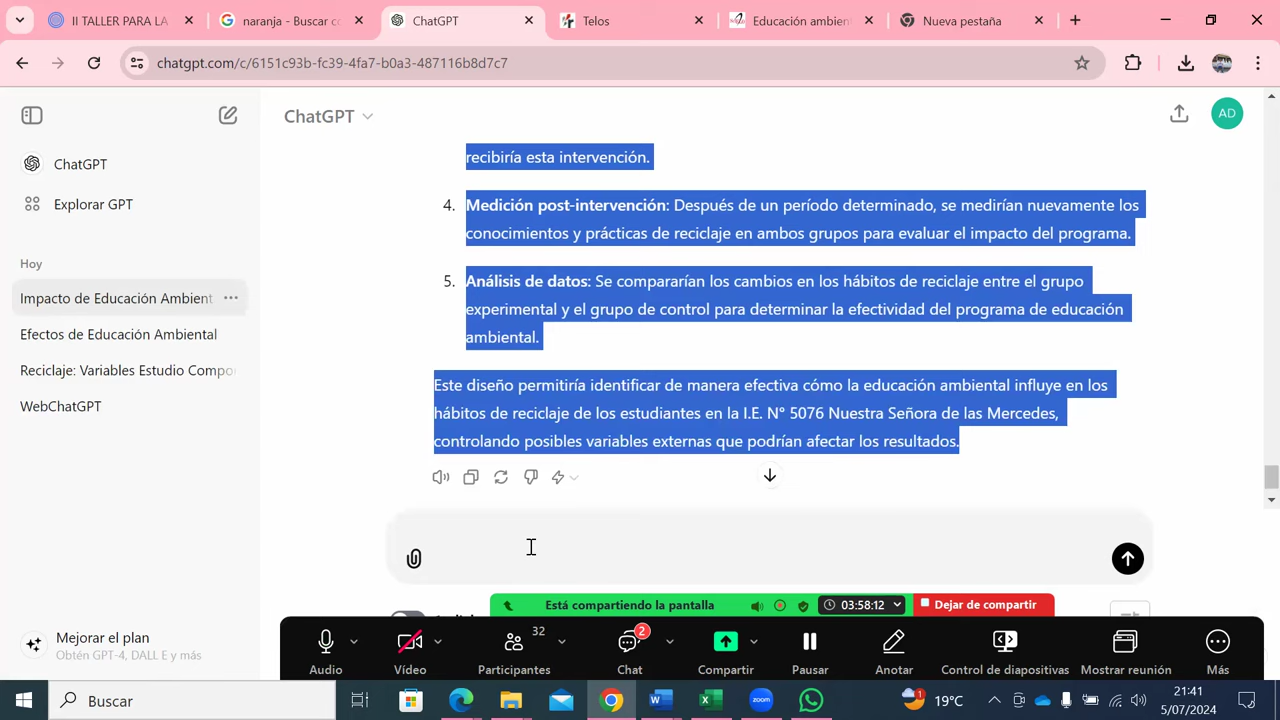 II TALLER PARA LA
naranja - Buscar co
ChatGPT
Telos
Educación ambien
Nueva pestaña
chatgpt.com/c/6151c93b-fc39-4fa7-b0a3-487116b8d7c7
ChatGPT
AD
ChatGPT
Explorar GPT
Hoy
Impacto de Educación Ambient
Efectos de Educación Ambiental
Reciclaje: Variables Estudio Compo
WebChatGPT
recibiría esta intervención.
4. Medición post-intervención: Después de un período determinado, se medirían nuevamente los
conocimientos y prácticas de reciclaje en ambos grupos para evaluar el impacto del programa.
5. Análisis de datos: Se compararían los cambios en los hábitos de reciclaje entre el grupo
experimental y el grupo de control para determinar la efectividad del programa de educación
ambiental.
Este diseño permitiría identificar de manera efectiva cómo la educación ambiental influye en los
hábitos de reciclaje de los estudiantes en la I.E. N° 5076 Nuestra Señora de las Mercedes,
controlando posibles variables externas que podrían afectar los resultados.
Está compartiendo la pantalla
03:58:12
Dejar de compartir
Mejorar el plan
Obtén GPT-4, DALL E y más
32
2
Audio
Vídeo
Participantes
Chat
Compartir
Pausar
Anotar
Control de diapositivas
Mostrar reunión
Más
Buscar
zoom
1
19°C
21:41
5/07/2024